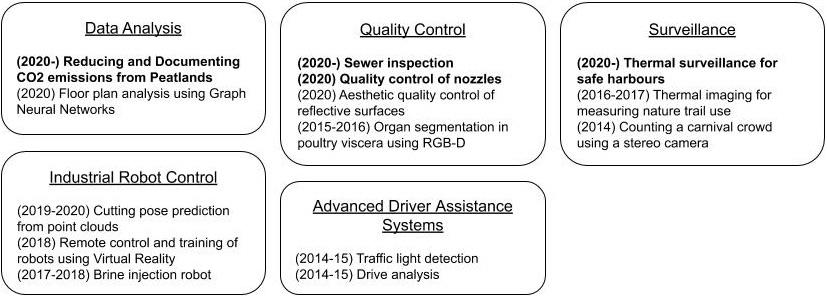 Data Analysis
(2020-) Reducing and Documenting
CO2 emissions from Peatlands
(2020) Floor plan analysis using Graph
Neural Networks
Quality Control
(2020-) Sewer inspection
(2020) Quality control of nozzles
(2020) Aesthetic quality control of
reflective surfaces
(2015-2016) Organ segmentation in
poultry viscera using RGB-D
Surveillance
(2020-) Thermal surveillance for
safe harbours
(2016-2017) Thermal imaging for
measuring nature trail use
(2014) Counting a carnival crowd
using a stereo camera
Industrial Robot Control
(2019-2020) Cutting pose prediction
from point clouds
(2018) Remote control and training of
robots using Virtual Reality
(2017-2018) Brine injection robot
Advanced Driver Assistance
Systems
(2014-15) Traffic light detection
(2014-15) Drive analysis